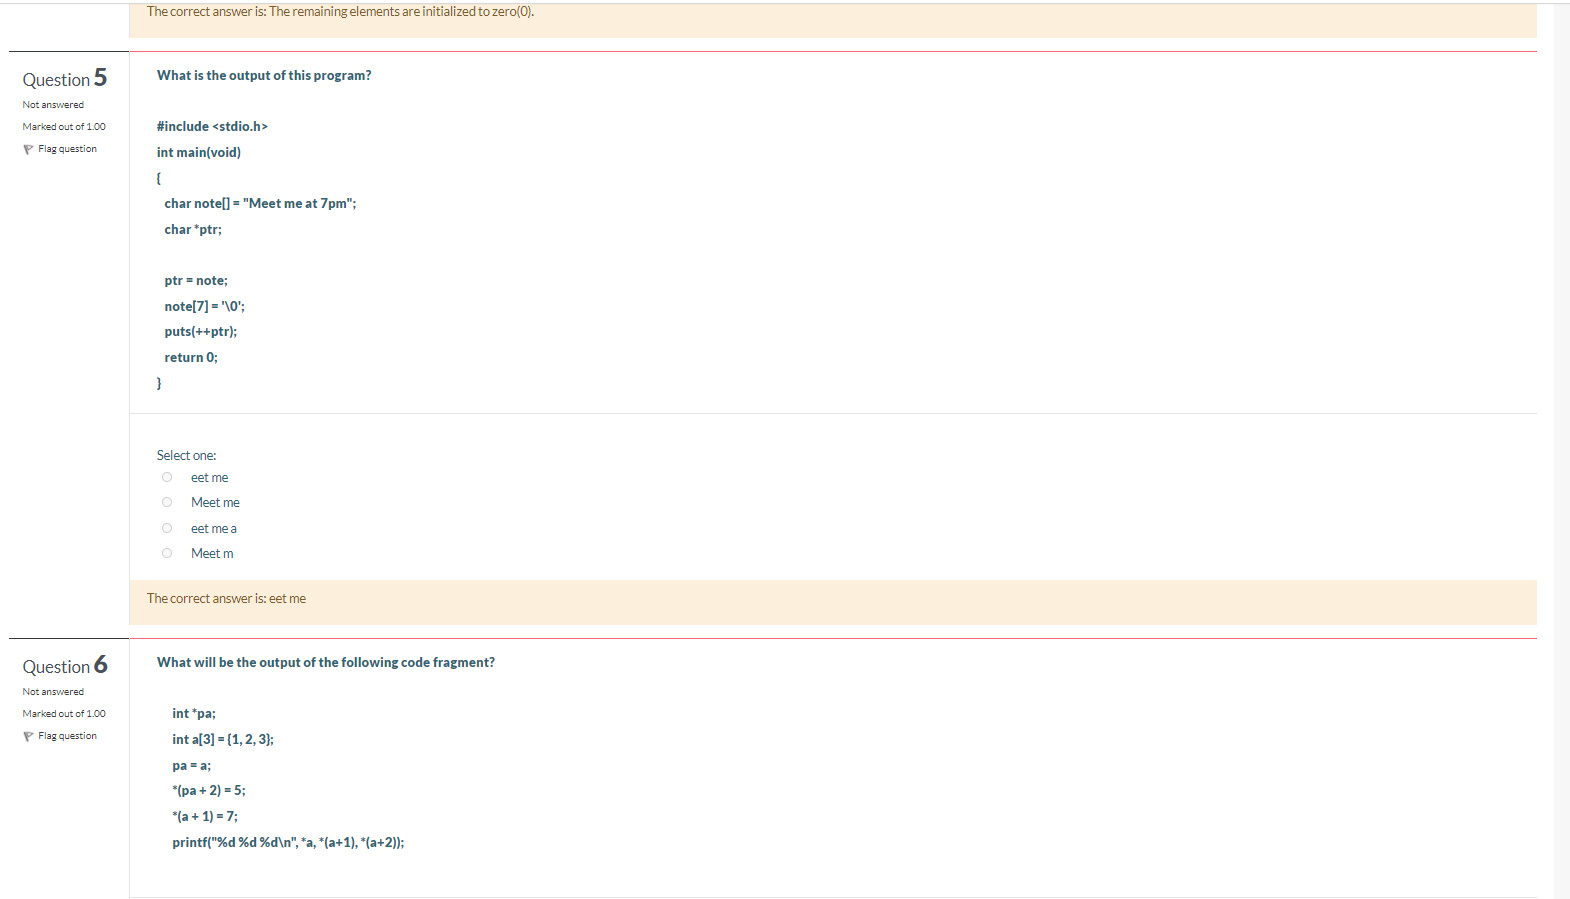 The correct answer is: The remaining elements are initialized to zero(0).
Question 5
Not answered
Marked out of 1.00
Flag question
What is the output of this program?
#include <stdio.h>
int main(void)
{
char note[] = "Meet me at 7pm";
char *ptr;
ptr = note;
note[7] = '\0';
puts(++ptr);
return 0;
}
Select one:
eet me
Meet me
eet me a
Meet m
The correct answer is: eet me
Question 6
Not answered
Marked out of 1.00
Flag question
What will be the output of the following code fragment?
int *pa;
int a[3] = {1, 2, 3};
pa = a;
*(pa + 2) = 5;
*(a + 1) = 7;
printf("%d %d %d\n", *a, *(a+1), *(a+2));